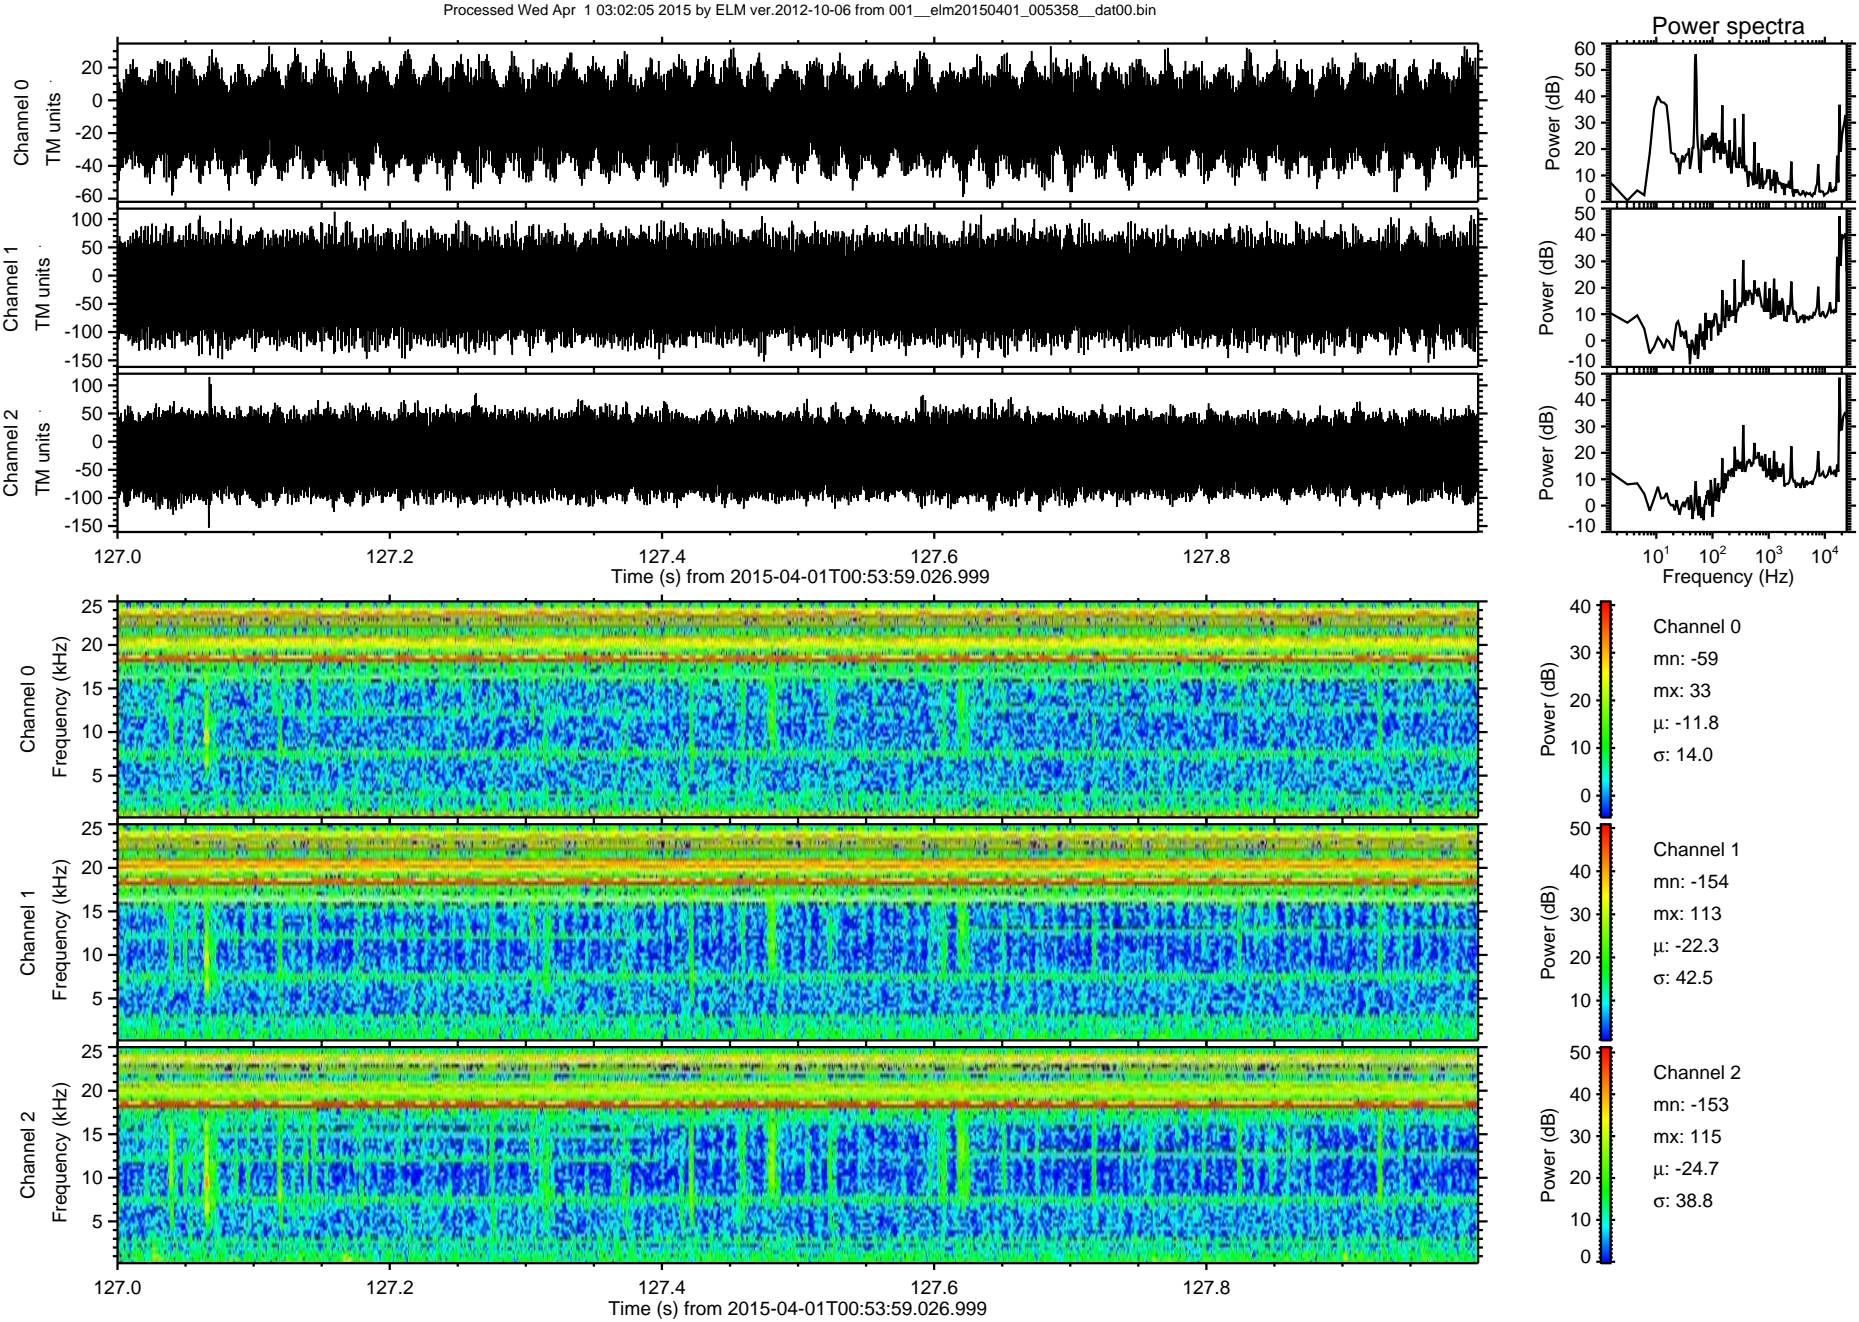 Processed Wed Apr 1 03:02:05 2015 by ELM ver.2012-10-06 from 001__elm20150401_005358__dat00.bin
Power spectra
Channel 0
TM units
20
0
-20
-40
-60
Power (dB)
60
50
40
30
20
10
0
Channel 1
TM units
100
50
0
-50
-100
-150
Power (dB)
50
40
30
20
10
0
-10
Channel 2
TM units
100
50
0
-50
-100
-150
Power (dB)
50
40
30
20
10
0
-10
127.0 127.2 127.4 127.6 127.8
Time (s) from 2015-04-01T00:53:59.026.999
10¹ 10² 10³ 10⁴
Frequency (Hz)
Channel 0
Frequency (kHz)
25
20
15
10
5
Power (dB)
40
30
20
10
0
Channel 0
mn: -59
mx: 33
μ: -11.8
σ: 14.0
Channel 1
Frequency (kHz)
25
20
15
10
5
Power (dB)
50
40
30
20
10
Channel 1
mn: -154
mx: 113
μ: -22.3
σ: 42.5
Channel 2
Frequency (kHz)
25
20
15
10
5
Power (dB)
50
40
30
20
10
0
Channel 2
mn: -153
mx: 115
μ: -24.7
σ: 38.8
127.0 127.2 127.4 127.6 127.8
Time (s) from 2015-04-01T00:53:59.026.999